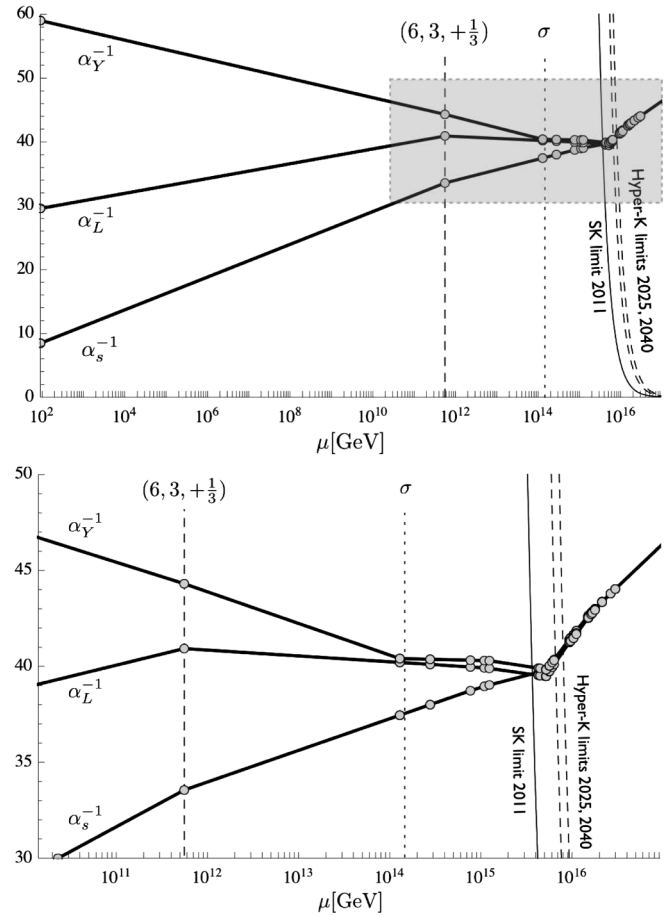 60
50
40
30
20
10
0
(6, 3, +1/3)
σ
α_Y^{-1}
α_L^{-1}
α_s^{-1}
SK limit 2011
Hyper-K limits 2025, 2040
10^2
10^4
10^6
10^8
10^10
10^12
10^14
10^16
μ[GeV]
50
45
40
35
30
(6, 3, +1/3)
σ
α_Y^{-1}
α_L^{-1}
α_s^{-1}
SK limit 2011
Hyper-K limits 2025, 2040
10^11
10^12
10^13
10^14
10^15
10^16
μ[GeV]